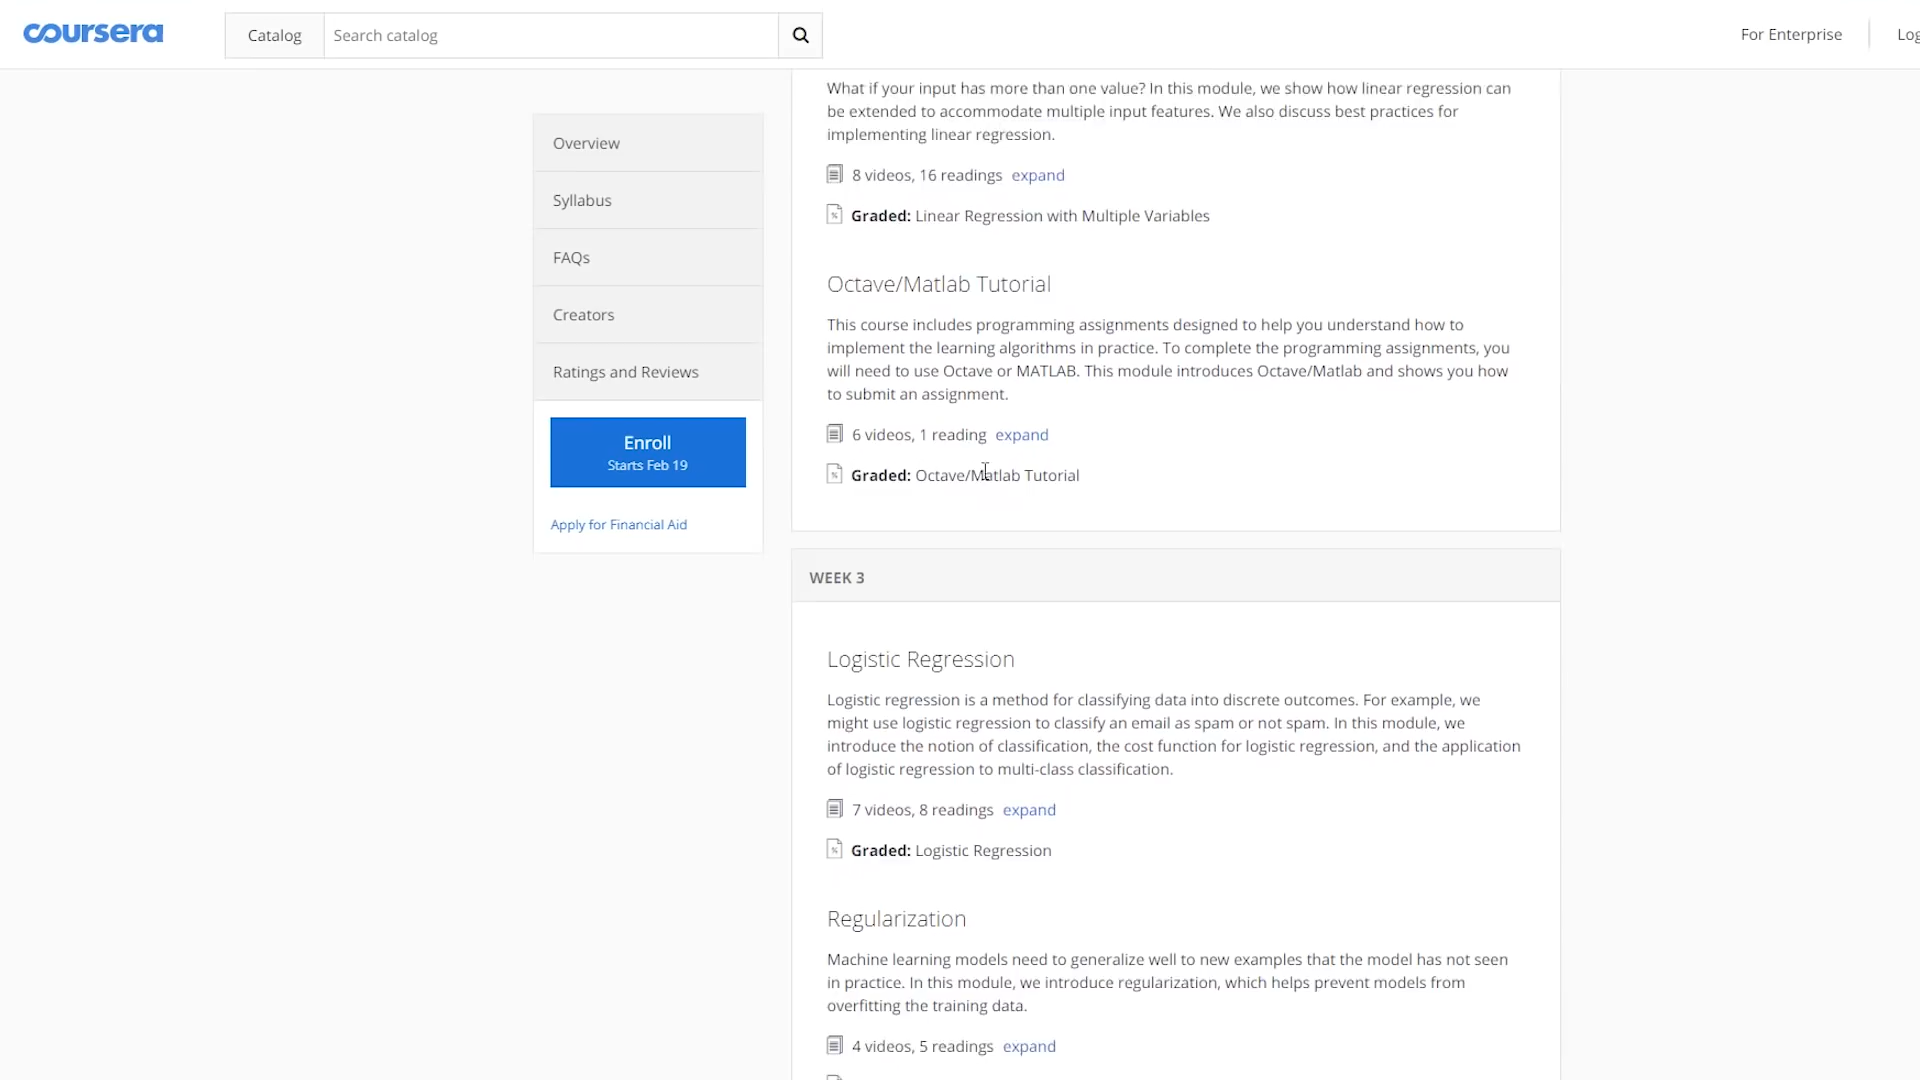 coursera
Catalog
Search catalog
For Enterprise
Log
Overview
Syllabus
FAQs
Creators
Ratings and Reviews
Enroll
Starts Feb 19
Apply for Financial Aid
What if your input has more than one value? In this module, we show how linear regression can
be extended to accommodate multiple input features. We also discuss best practices for
implementing linear regression.
8 videos, 16 readings expand
Graded: Linear Regression with Multiple Variables
Octave/Matlab Tutorial
This course includes programming assignments designed to help you understand how to
implement the learning algorithms in practice. To complete the programming assignments, you
will need to use Octave or MATLAB. This module introduces Octave/Matlab and shows you how
to submit an assignment.
6 videos, 1 reading expand
Graded: Octave/Matlab Tutorial
WEEK 3
Logistic Regression
Logistic regression is a method for classifying data into discrete outcomes. For example, we
might use logistic regression to classify an email as spam or not spam. In this module, we
introduce the notion of classification, the cost function for logistic regression, and the application
of logistic regression to multi-class classification.
7 videos, 8 readings expand
Graded: Logistic Regression
Regularization
Machine learning models need to generalize well to new examples that the model has not seen
in practice. In this module, we introduce regularization, which helps prevent models from
overfitting the training data.
4 videos, 5 readings expand